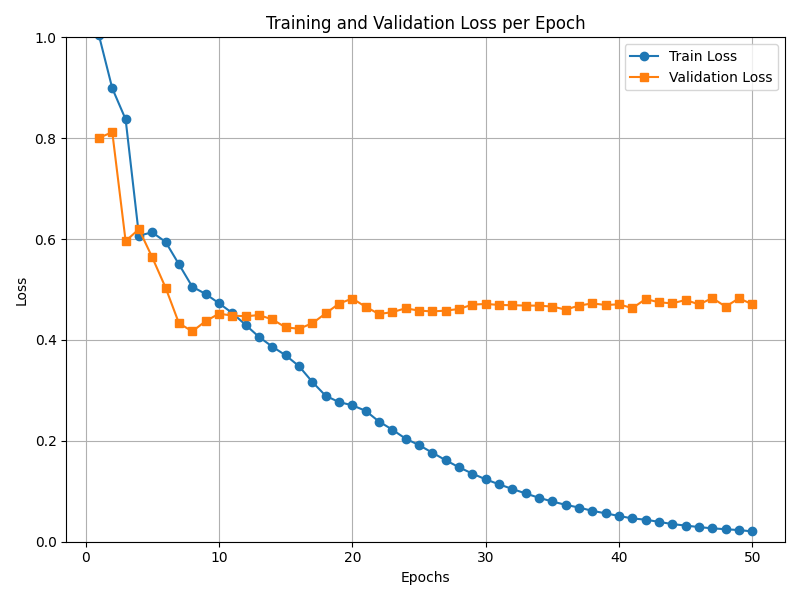 Training and Validation Loss per Epoch
Train Loss
Validation Loss
Loss
1.0
0.8
0.6
0.4
0.2
0.0
0 10 20 30 40 50
Epochs